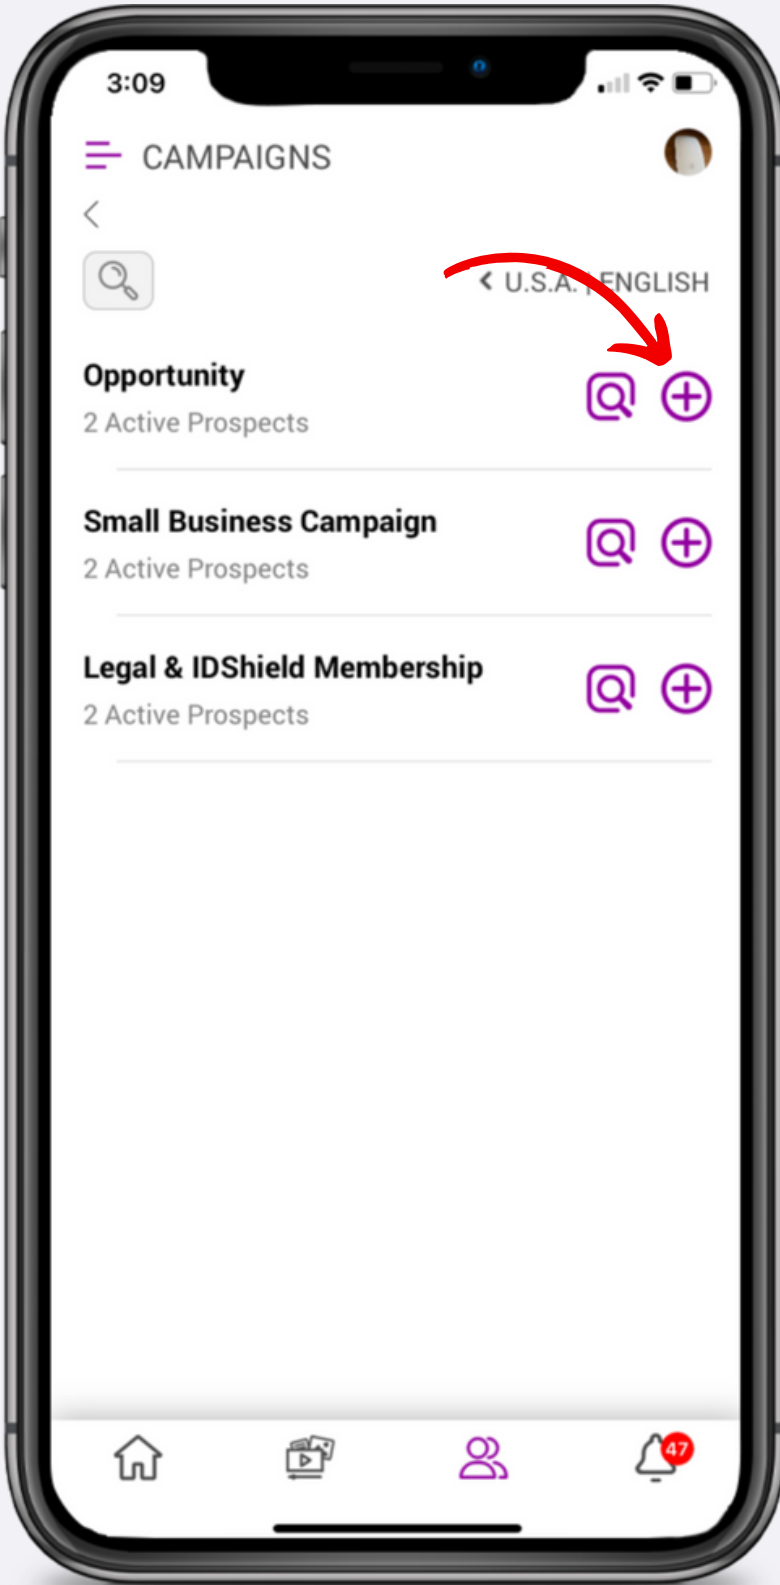 3:09
CAMPAIGNS
U.S.A. | ENGLISH
Opportunity
2 Active Prospects
Small Business Campaign
2 Active Prospects
Legal & IDShield Membership
2 Active Prospects
47